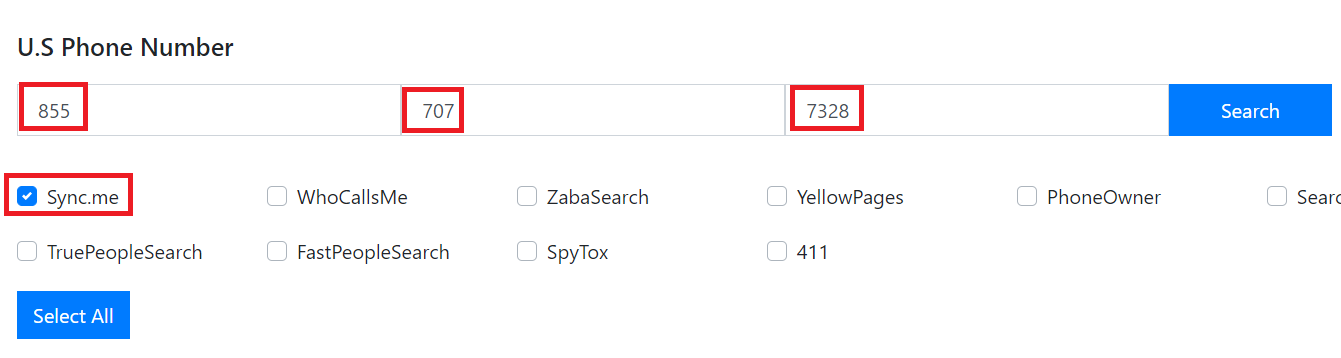 U.S Phone Number
855 707 7328 Search
Sync.me WhoCallsMe ZabaSearch YellowPages PhoneOwner Searc
TruePeopleSearch FastPeopleSearch SpyTox 411
Select All